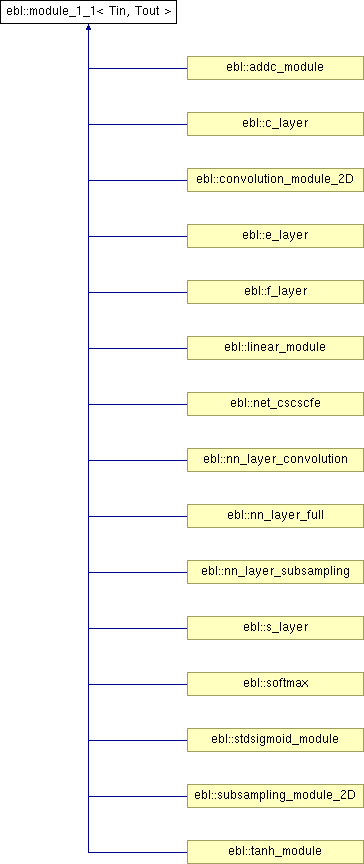 ebl::module_1_1< Tin, Tout >
ebl::addc_module
ebl::c_layer
ebl::convolution_module_2D
ebl::e_layer
ebl::f_layer
ebl::linear_module
ebl::net_cscscfe
ebl::nn_layer_convolution
ebl::nn_layer_full
ebl::nn_layer_subsampling
ebl::s_layer
ebl::softmax
ebl::stdsigmoid_module
ebl::subsampling_module_2D
ebl::tanh_module